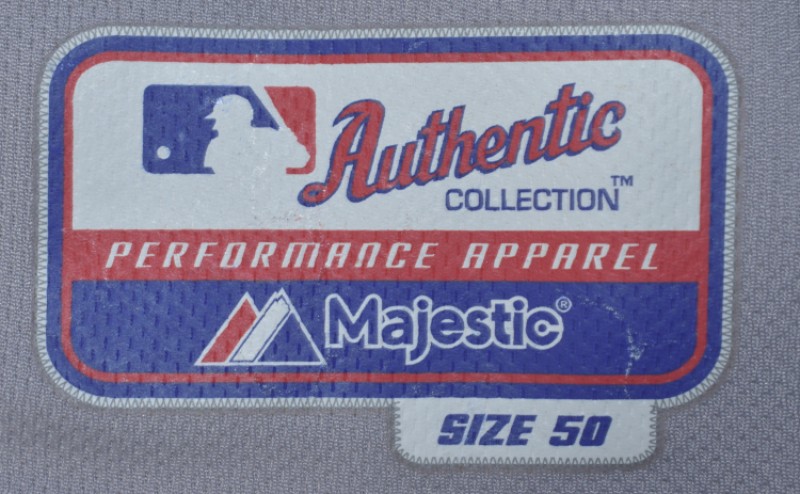 Authentic
COLLECTION™
PERFORMANCE APPAREL
Majestic®
SIZE 50